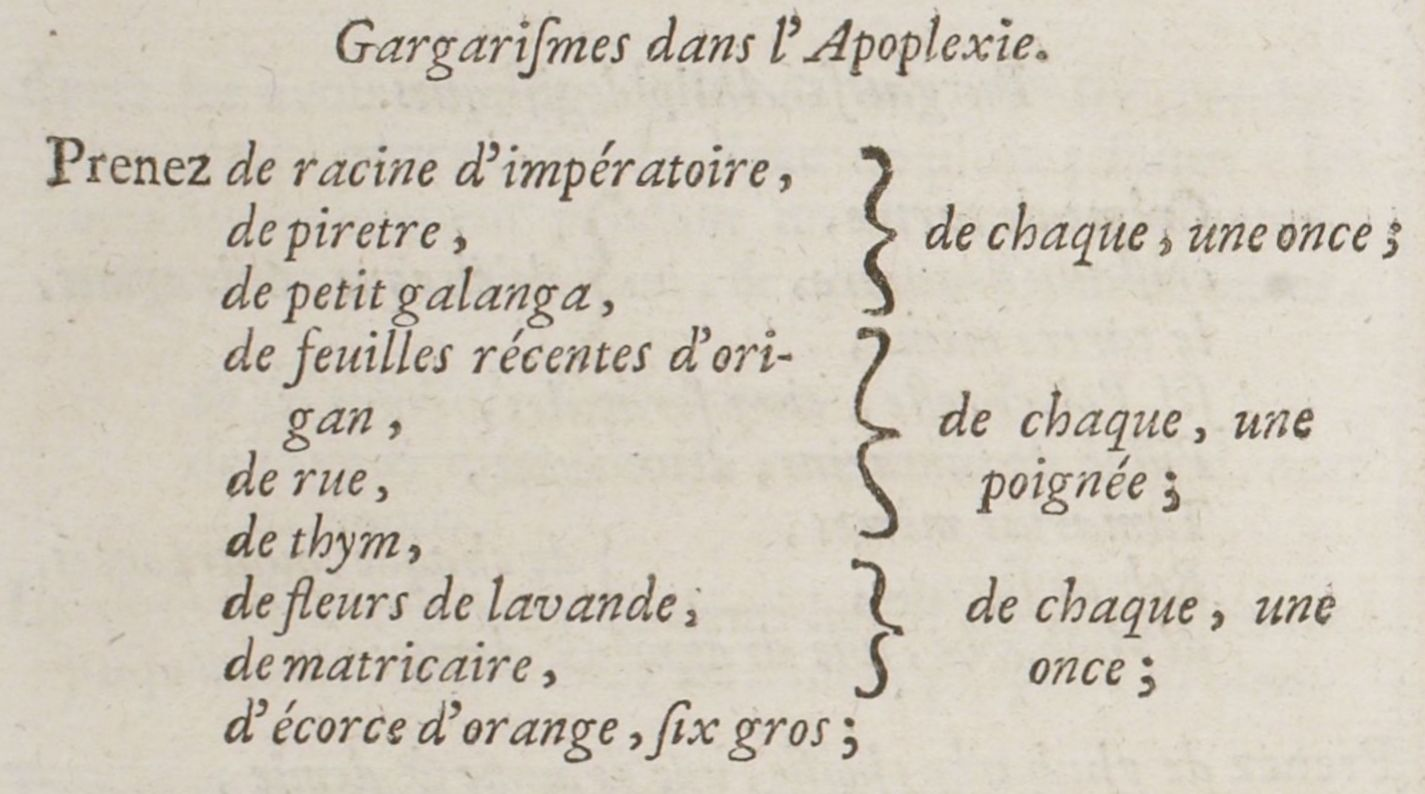 Gargariſmes dans l'Apoplexie.
Prenez de racine d'impératoire,
de piretre,
de petit galanga,
} de chaque, une once;
de feuilles récentes d'ori-
gan,
de rue,
de thym,
} de chaque, une
poignée;
de fleurs de lavande,
de matricaire,
} de chaque, une
once;
d'écorce d'orange, ſix gros;